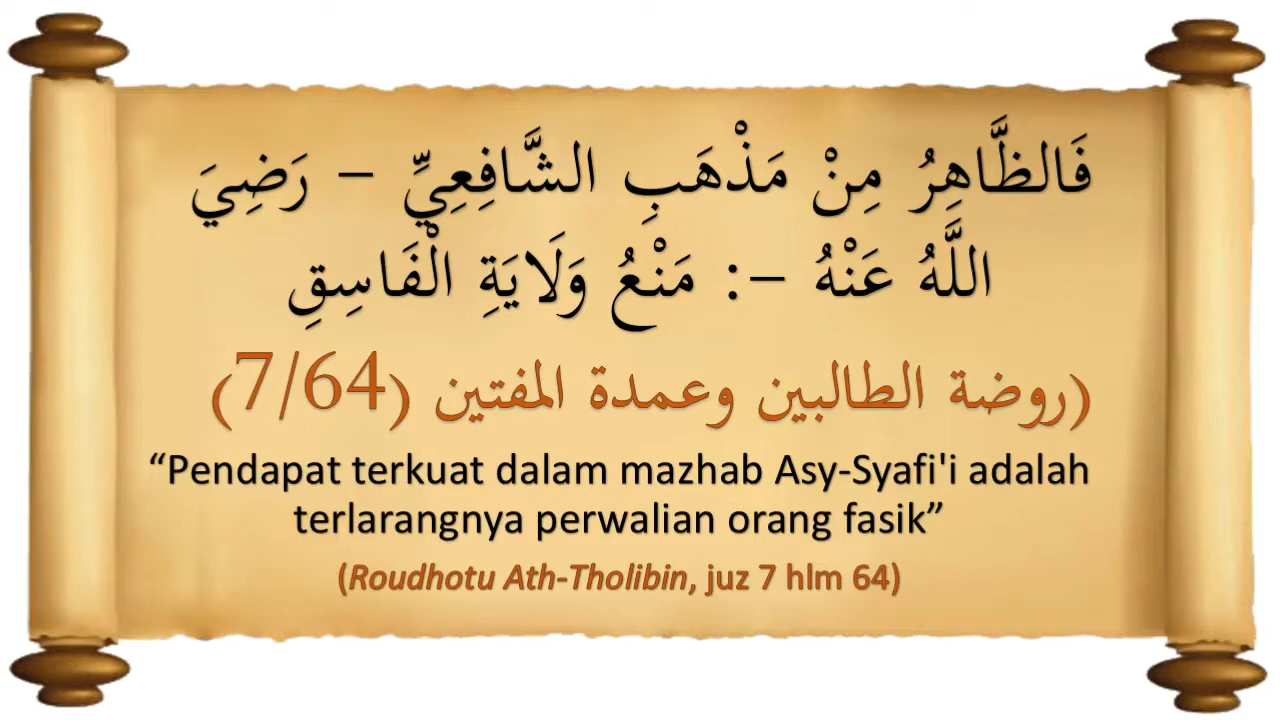 فَالظَّاهِرُ مِنْ مَذْهَبِ الشَّافِعِيِّ – رَضِيَ
اللَّهُ عَنْهُ –: مَنْعُ وَلَايَةِ الْفَاسِقِ
(روضة الطالبين وعمدة المفتين (7/64)
“Pendapat terkuat dalam mazhab Asy-Syafi'i adalah
terlarangnya perwalian orang fasik”
(Roudhotu Ath-Tholibin, juz 7 hlm 64)